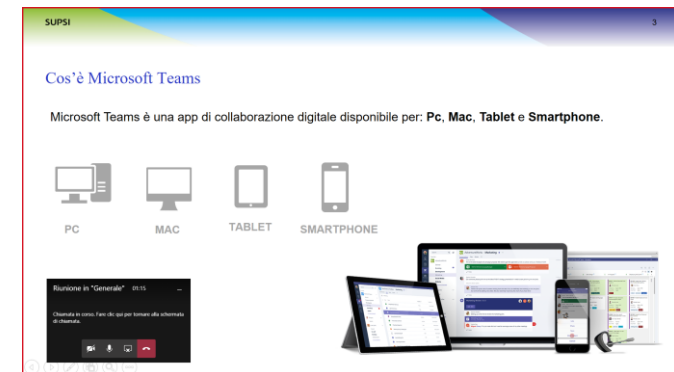 SUPSI
3
Cos'è Microsoft Teams
Microsoft Teams è una app di collaborazione digitale disponibile per: Pc, Mac, Tablet e Smartphone.
PC
MAC
TABLET
SMARTPHONE
Riunione in "Generale" 01:15 ...
Chiamata in corso. Fare clic qui per tornare alla schermata
di chiamata.